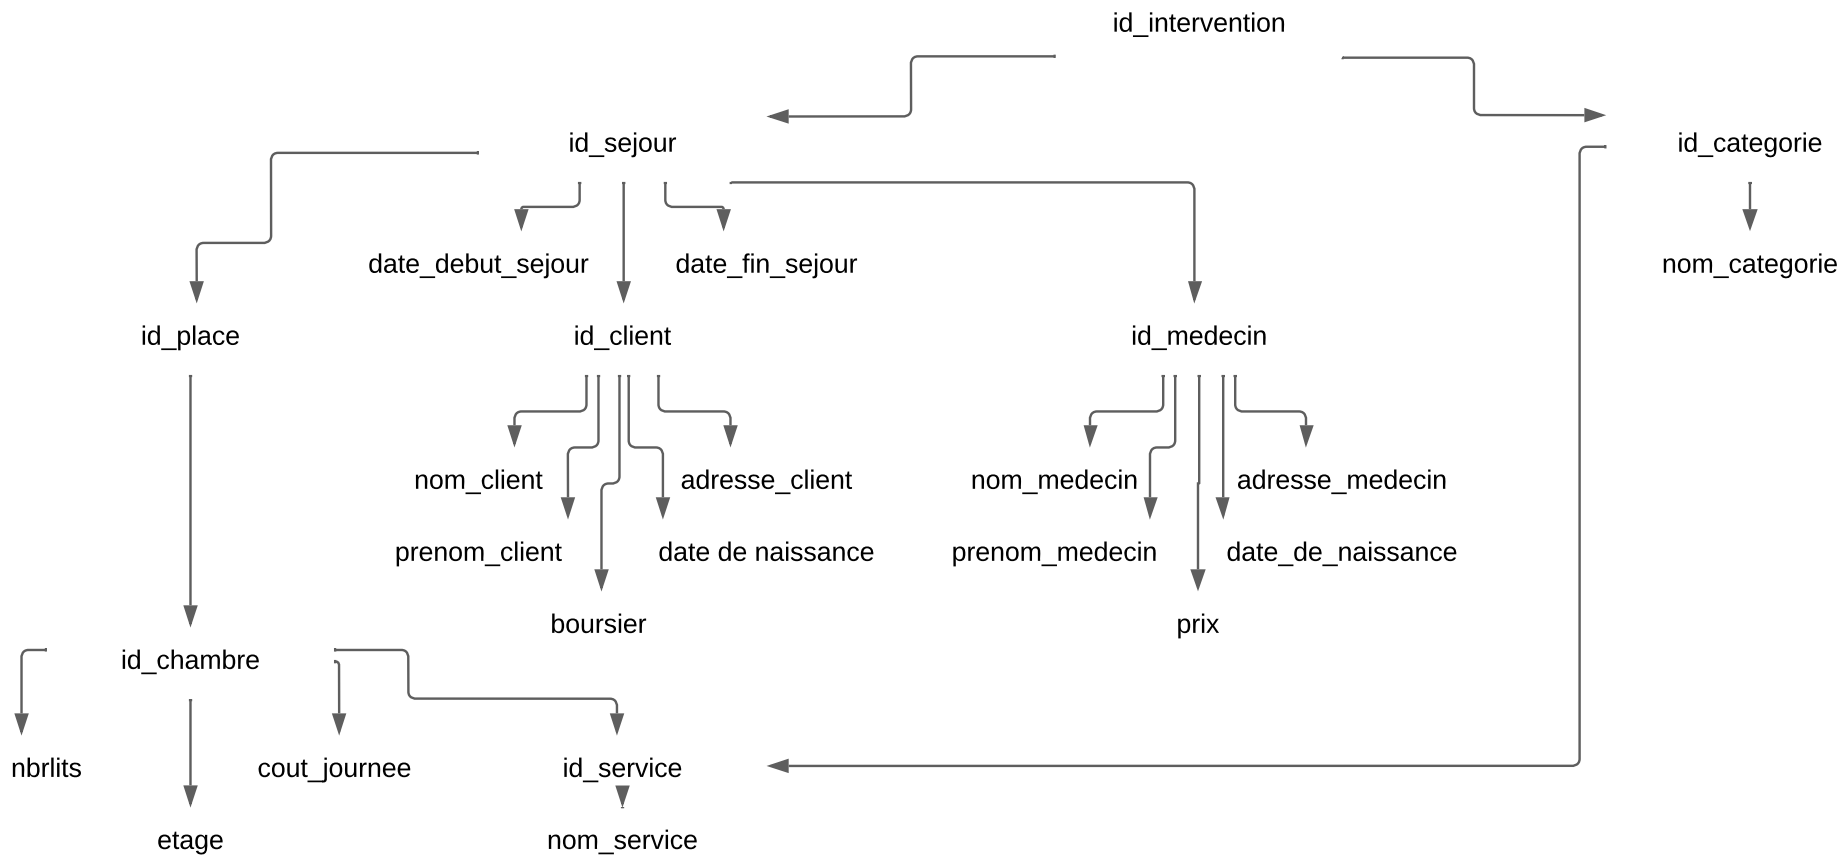 id_intervention
id_sejour
id_categorie
date_debut_sejour
date_fin_sejour
nom_categorie
id_place
id_client
id_medecin
nom_client
adresse_client
nom_medecin
adresse_medecin
prenom_client
date de naissance
prenom_medecin
date_de_naissance
boursier
prix
id_chambre
nbrlits
cout_journee
id_service
etage
nom_service